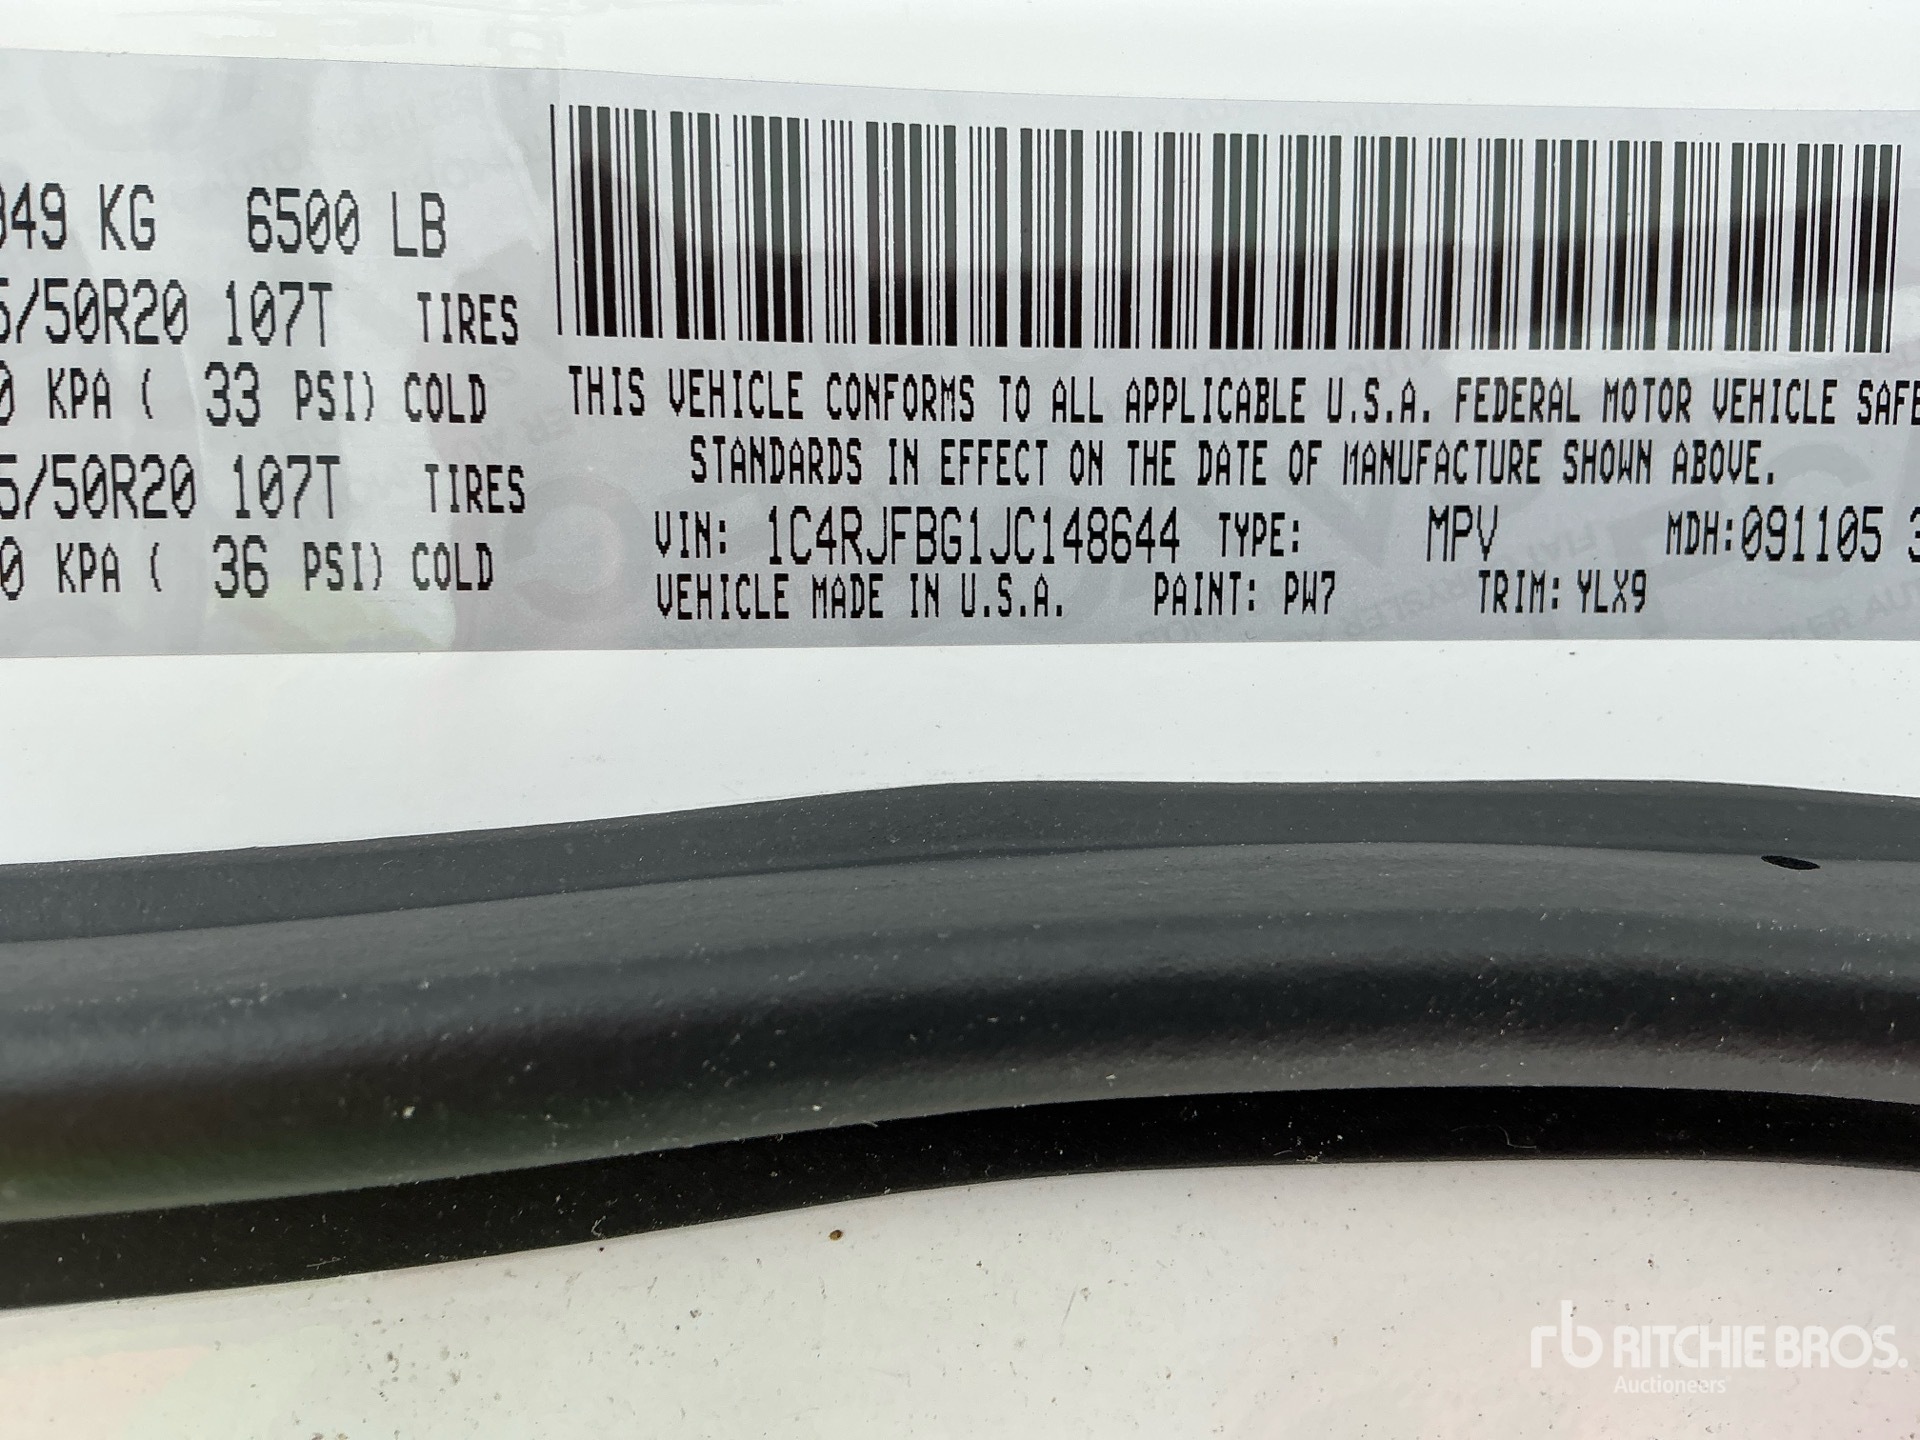 849 KG 6500 LB
5/50R20 107T TIRES
0 KPA ( 33 PSI) COLD
5/50R20 107T TIRES
0 KPA ( 36 PSI) COLD
THIS VEHICLE CONFORMS TO ALL APPLICABLE U.S.A. FEDERAL MOTOR VEHICLE SAFE
STANDARDS IN EFFECT ON THE DATE OF MANUFACTURE SHOWN ABOVE.
VIN: 1C4RJFBG1JC148644 TYPE: MPV MDH:091105 3
VEHICLE MADE IN U.S.A. PAINT: PW7 TRIM: YLX9
rb RITCHIE BROS.
Auctioneers